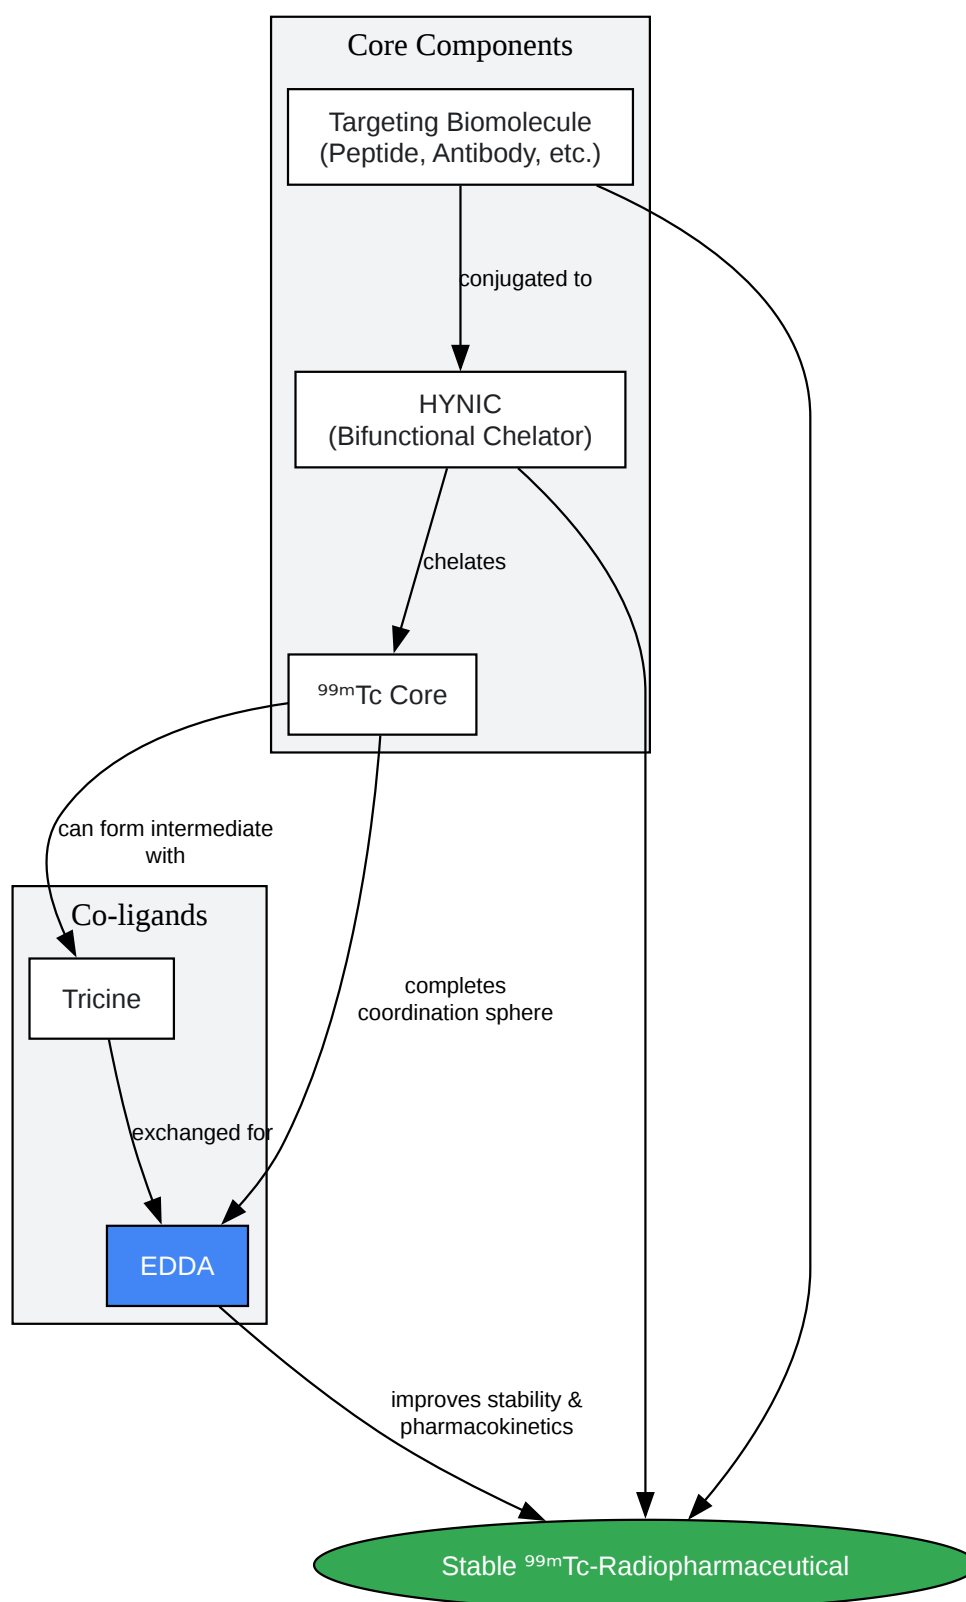 Core Components
Targeting Biomolecule
(Peptide, Antibody, etc.)
conjugated to
HYNIC
(Bifunctional Chelator)
chelates
⁹⁹ᵐTc Core
can form intermediate
with
Co-ligands
Tricine
completes
coordination sphere
exchanged for
EDDA
improves stability &
pharmacokinetics
Stable ⁹⁹ᵐTc-Radiopharmaceutical